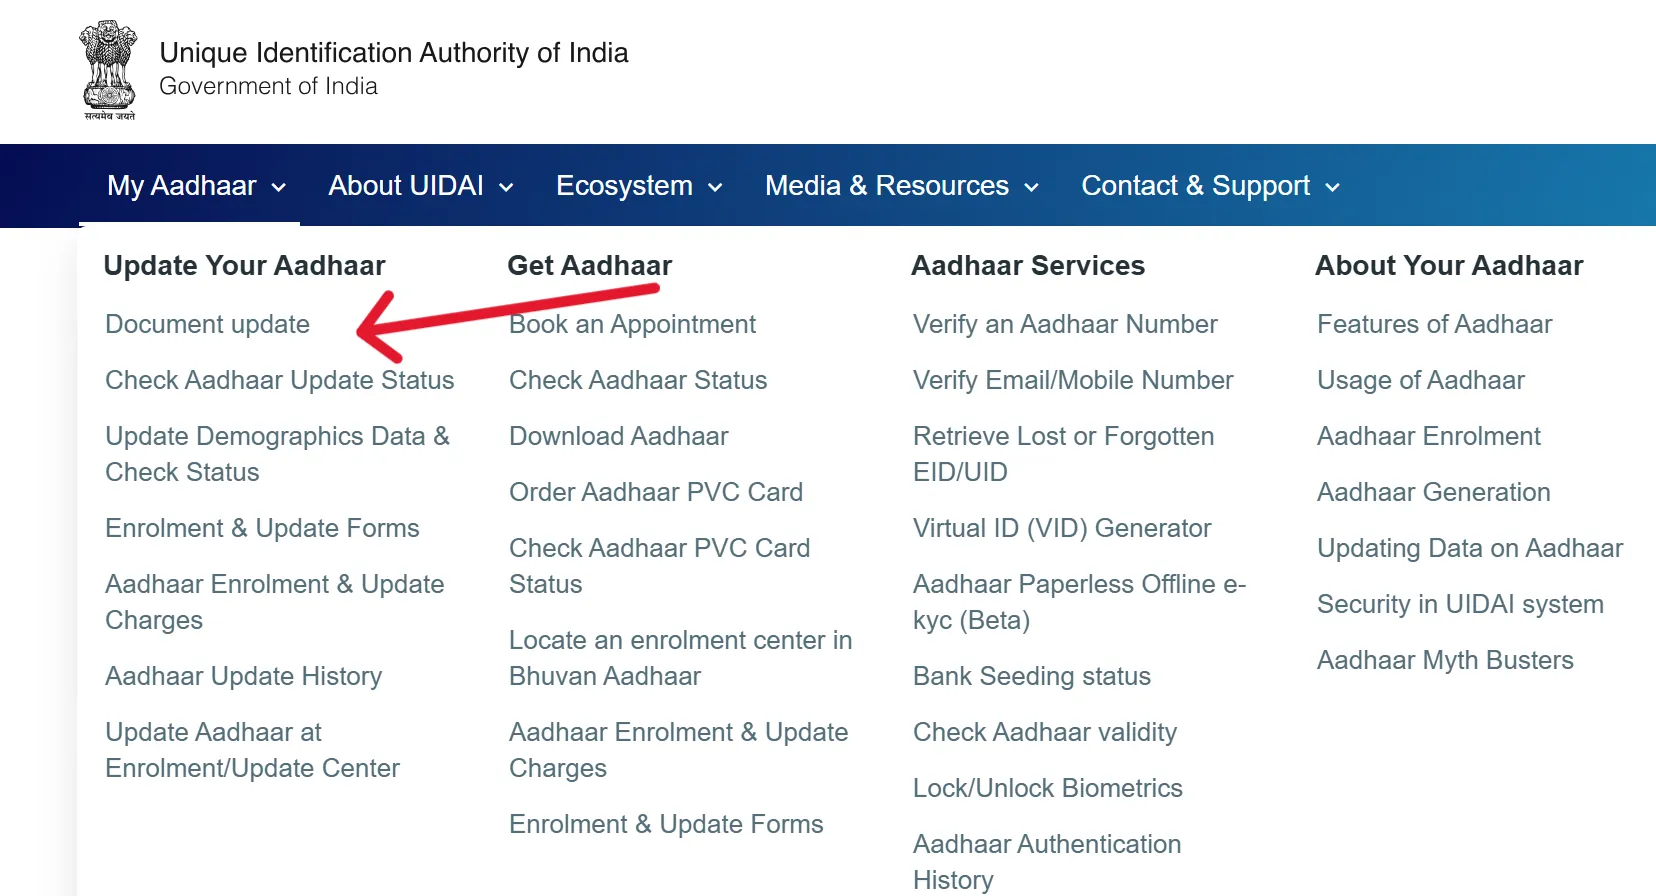 Unique Identification Authority of India
Government of India
सत्यमेव जयते
My Aadhaar
About UIDAI
Ecosystem
Media & Resources
Contact & Support
Update Your Aadhaar
Document update
Check Aadhaar Update Status
Update Demographics Data &
Check Status
Enrolment & Update Forms
Aadhaar Enrolment & Update
Charges
Aadhaar Update History
Update Aadhaar at
Enrolment/Update Center
Get Aadhaar
Book an Appointment
Check Aadhaar Status
Download Aadhaar
Order Aadhaar PVC Card
Check Aadhaar PVC Card
Status
Locate an enrolment center in
Bhuvan Aadhaar
Aadhaar Enrolment & Update
Charges
Enrolment & Update Forms
Aadhaar Services
Verify an Aadhaar Number
Verify Email/Mobile Number
Retrieve Lost or Forgotten
EID/UID
Virtual ID (VID) Generator
Aadhaar Paperless Offline e-
kyc (Beta)
Bank Seeding status
Check Aadhaar validity
Lock/Unlock Biometrics
Aadhaar Authentication
History
About Your Aadhaar
Features of Aadhaar
Usage of Aadhaar
Aadhaar Enrolment
Aadhaar Generation
Updating Data on Aadhaar
Security in UIDAI system
Aadhaar Myth Busters